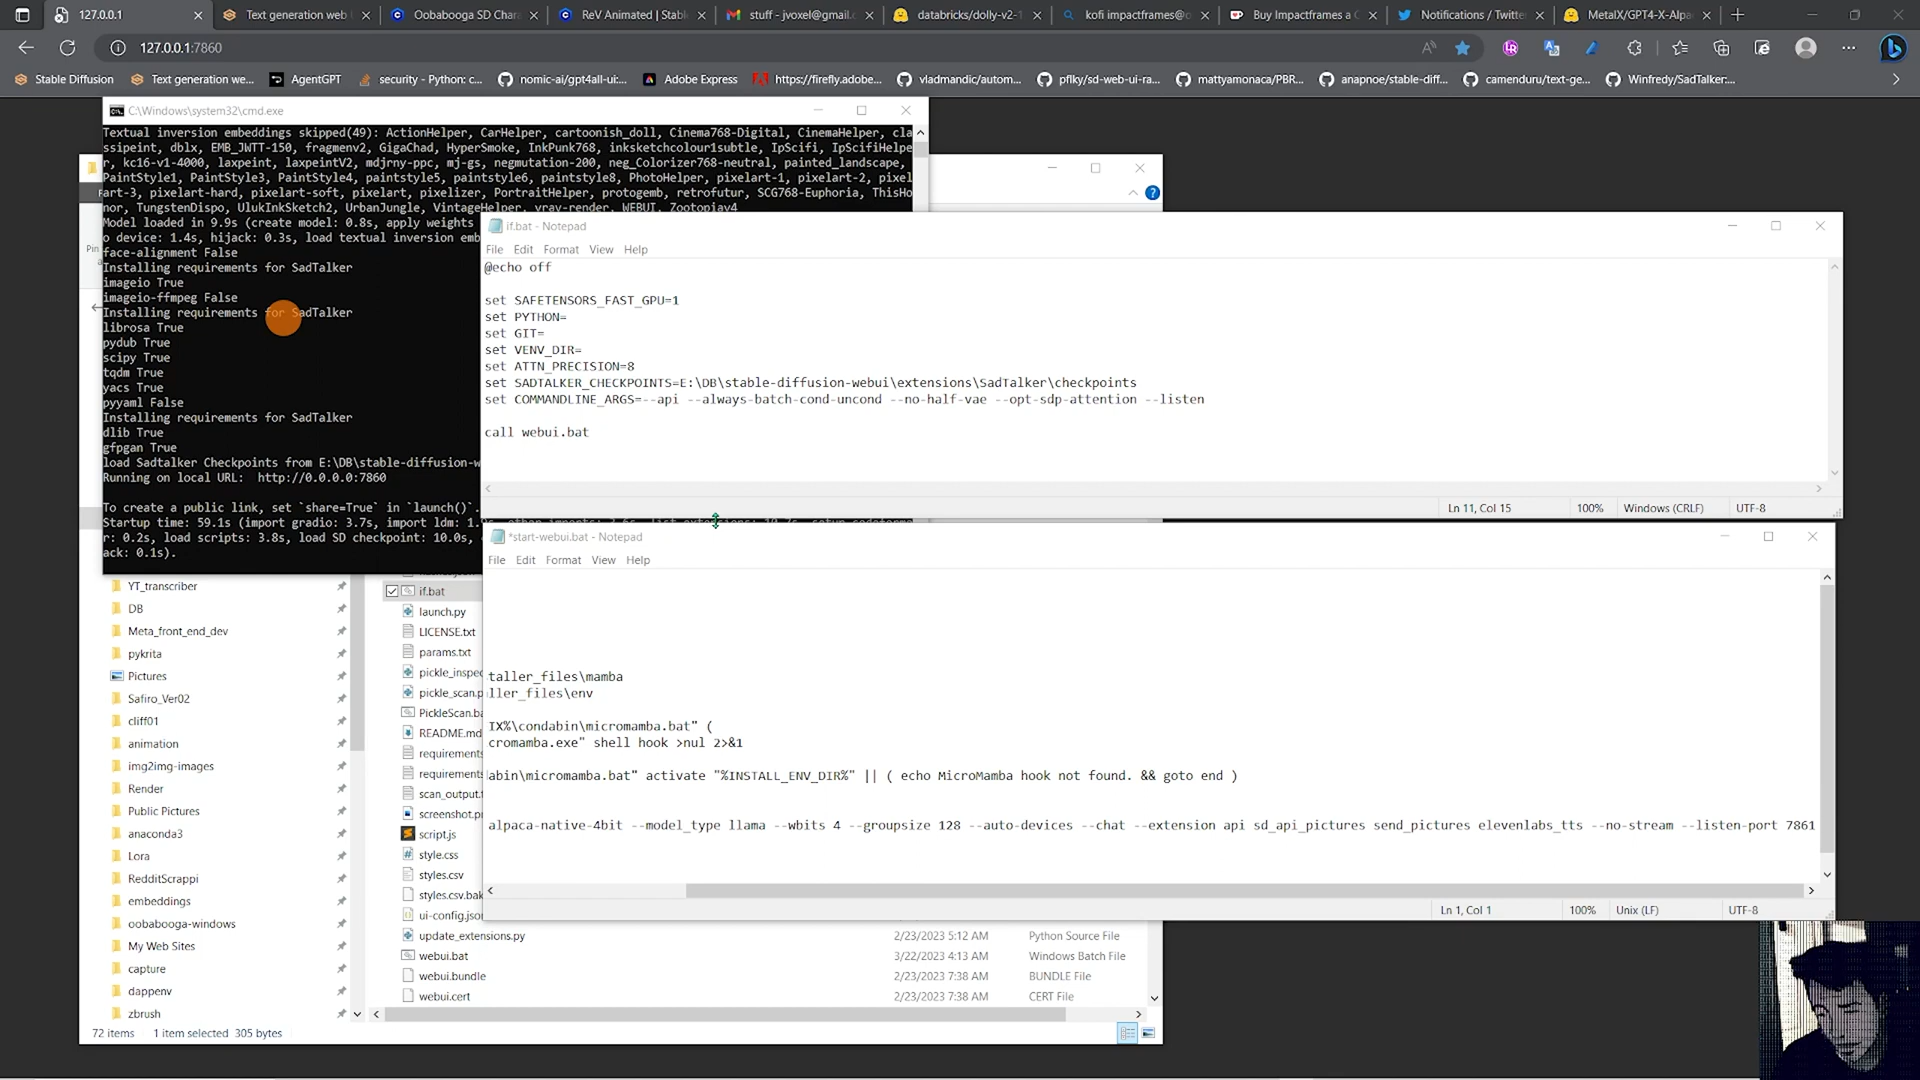 127.0.0.1
Text generation web
Oobabooga SD Chara
ReV Animated | Stabl
stuff - jvoxel@gmail.c
databricks/dolly-v2-1
kofi impactframes@o
Buy Impactframes a C
Notifications / Twitte
MetalX/GPT4-X-Alpa
127.0.0.1:7860
Stable Diffusion
Text generation we...
AgentGPT
security - Python: c...
nomic-ai/gpt4all-ui:...
Adobe Express
https://firefly.adobe...
vladmandic/autom...
pflky/sd-web-ui-ra...
mattyamonaca/PBR...
anapnoe/stable-diff...
camenduru/text-ge...
Winfredy/SadTalker:...
C:\Windows\system32\cmd.exe
Textual inversion embeddings skipped(49): ActionHelper, CarHelper, cartoonish_doll, Cinema768-Digital, CinemaHelper, cla
ssipeint, dblx, EMB_JWTT-150, fragmenv2, GigaChad, HyperSmoke, InkPunk768, inksketchcolour1subtle, IpScifi, IpScifiHelpe
r, kc16-v1-4000, laxpeint, laxpeintV2, mdjrny-ppc, mj-gs, negmutation-200, neg_Colorizer768-neutral, painted_landscape,
PaintStyle1, PaintStyle3, PaintStyle4, paintstyle5, paintstyle6, paintstyle8, PhotoHelper, pixelart-1, pixelart-2, pixel
art-3, pixelart-hard, pixelart-soft, pixelart, pixelizer, PortraitHelper, protogemb, retrofutur, SCG768-Euphoria, ThisHo
nor, TungstenDispo, UlukInkSketch2, UrbanJungle, VintageHelper, vray-render, WEBUI, Zootopiav4
Model loaded in 9.9s (create model: 0.8s, apply weights
o device: 1.4s, hijack: 0.3s, load textual inversion emb
face-alignment False
Installing requirements for SadTalker
imageio True
imageio-ffmpeg False
Installing requirements for SadTalker
librosa True
pydub True
scipy True
tqdm True
yacs True
pyyaml False
Installing requirements for SadTalker
dlib True
gfpgan True
load Sadtalker Checkpoints from E:\DB\stable-diffusion-w
Running on local URL:  http://0.0.0.0:7860
To create a public link, set `share=True` in `launch()`.
Startup time: 59.1s (import gradio: 3.7s, import ldm: 1.
r: 0.2s, load scripts: 3.8s, load SD checkpoint: 10.0s,
ack: 0.1s).
if.bat - Notepad
File Edit Format View Help
@echo off
set SAFETENSORS_FAST_GPU=1
set PYTHON=
set GIT=
set VENV_DIR=
set ATTN_PRECISION=8
set SADTALKER_CHECKPOINTS=E:\DB\stable-diffusion-webui\extensions\SadTalker\checkpoints
set COMMANDLINE_ARGS=--api --always-batch-cond-uncond --no-half-vae --opt-sdp-attention --listen
call webui.bat
Ln 11, Col 15
100%
Windows (CRLF)
UTF-8
*start-webui.bat - Notepad
File Edit Format View Help
taller_files\mamba
ller_files\env
IX%\condabin\micromamba.bat" (
cromamba.exe" shell hook >nul 2>&1
abin\micromamba.bat" activate "%INSTALL_ENV_DIR%" || ( echo MicroMamba hook not found. && goto end )
alpaca-native-4bit --model_type llama --wbits 4 --groupsize 128 --auto-devices --chat --extension api sd_api_pictures send_pictures elevenlabs_tts --no-stream --listen-port 7861
Ln 1, Col 1
100%
Unix (LF)
UTF-8
Pin
YT_transcriber
DB
Meta_front_end_dev
pykrita
Pictures
Safiro_Ver02
cliff01
animation
img2img-images
Render
Public Pictures
anaconda3
Lora
RedditScrappi
embeddings
oobabooga-windows
My Web Sites
capture
dappenv
zbrush
if.bat
launch.py
LICENSE.txt
params.txt
pickle_inspec
pickle_scan.p
PickleScan.ba
README.md
requirements
requirements
scan_output.t
screenshot.pn
script.js
style.css
styles.csv
styles.csv.bak
ui-config.json
update_extensions.py 2/23/2023 5:12 AM Python Source File
webui.bat 3/22/2023 4:13 AM Windows Batch File
webui.bundle 2/23/2023 7:38 AM BUNDLE File
webui.cert 2/23/2023 7:38 AM CERT File
72 items
1 item selected 305 bytes